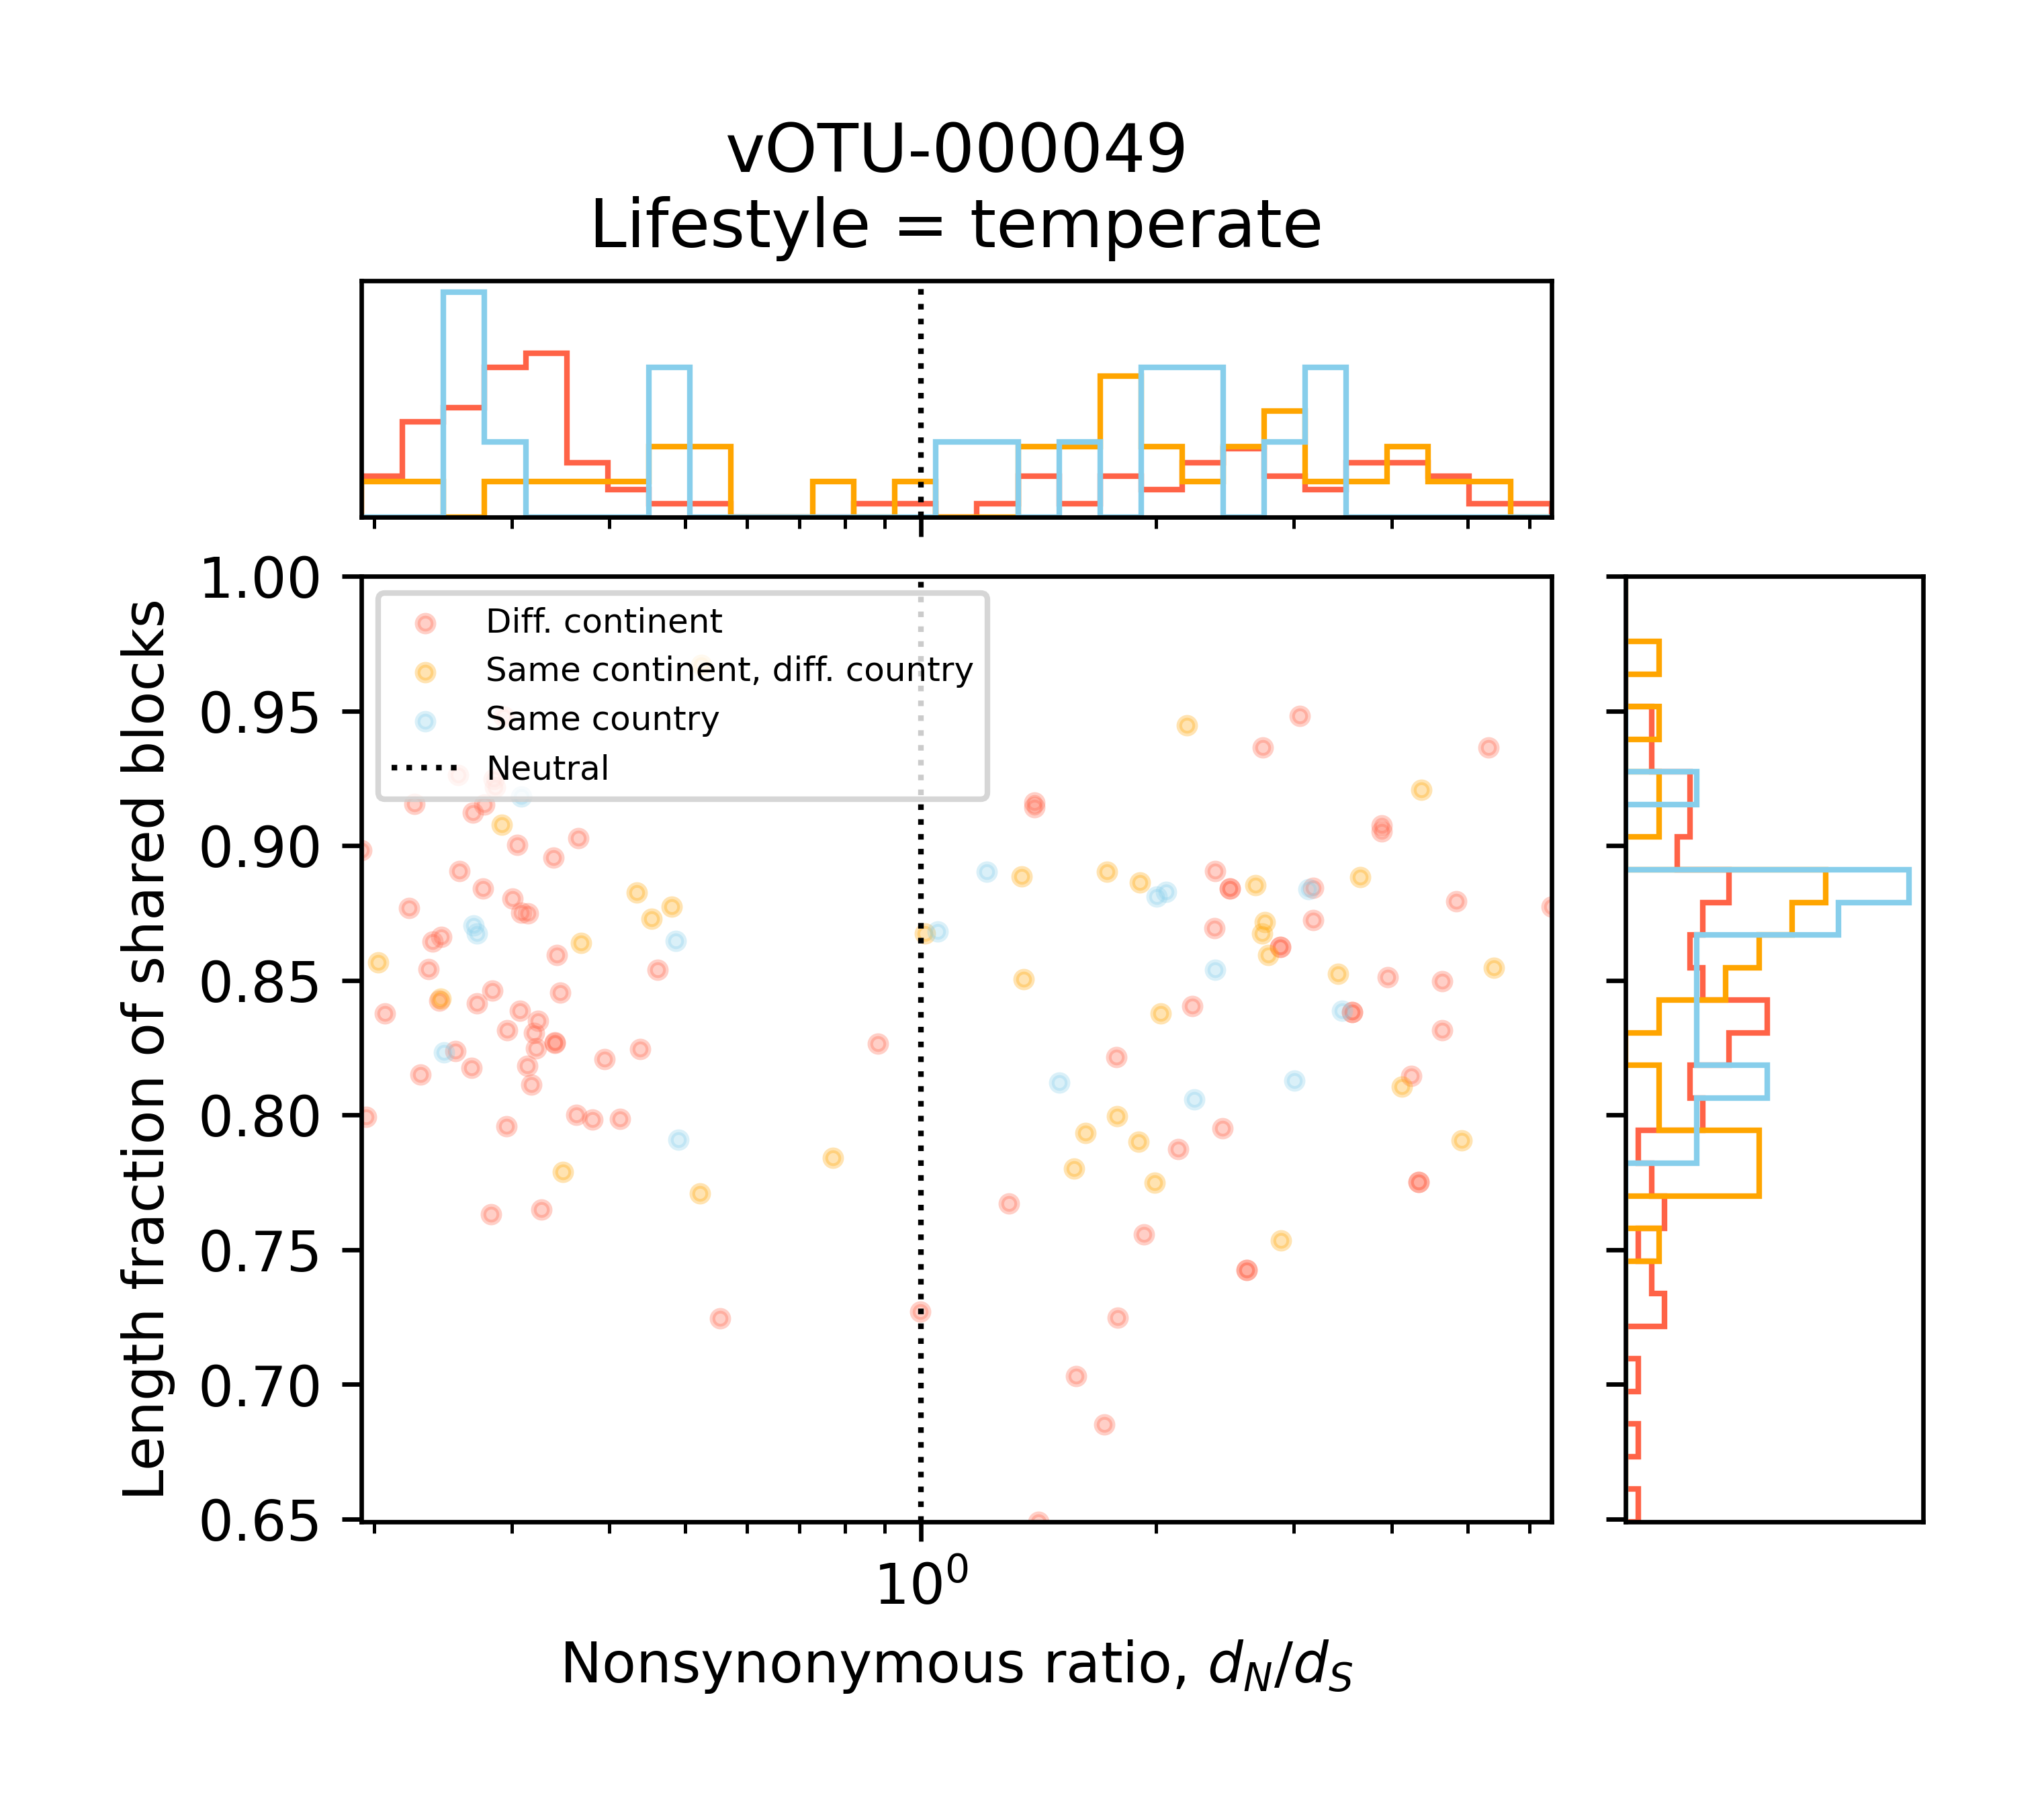 vOTU-000049
Lifestyle = temperate
1.00
0.95
0.90
0.85
0.80
0.75
0.70
0.65
Length fraction of shared blocks
Diff. continent
Same continent, diff. country
Same country
Neutral
10⁰
Nonsynonymous ratio, d_N/d_S